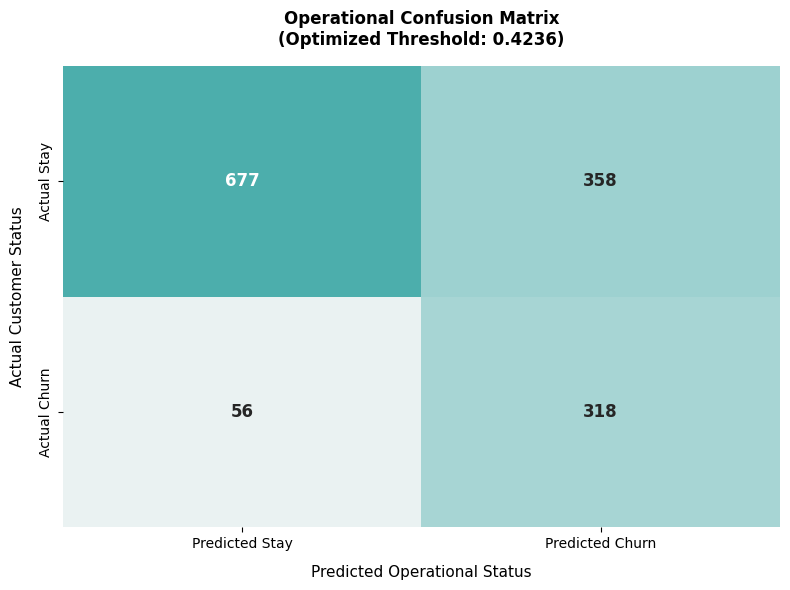 Operational Confusion Matrix
(Optimized Threshold: 0.4236)
Actual Customer Status
Actual Stay
677
358
Actual Churn
56
318
Predicted Stay
Predicted Churn
Predicted Operational Status